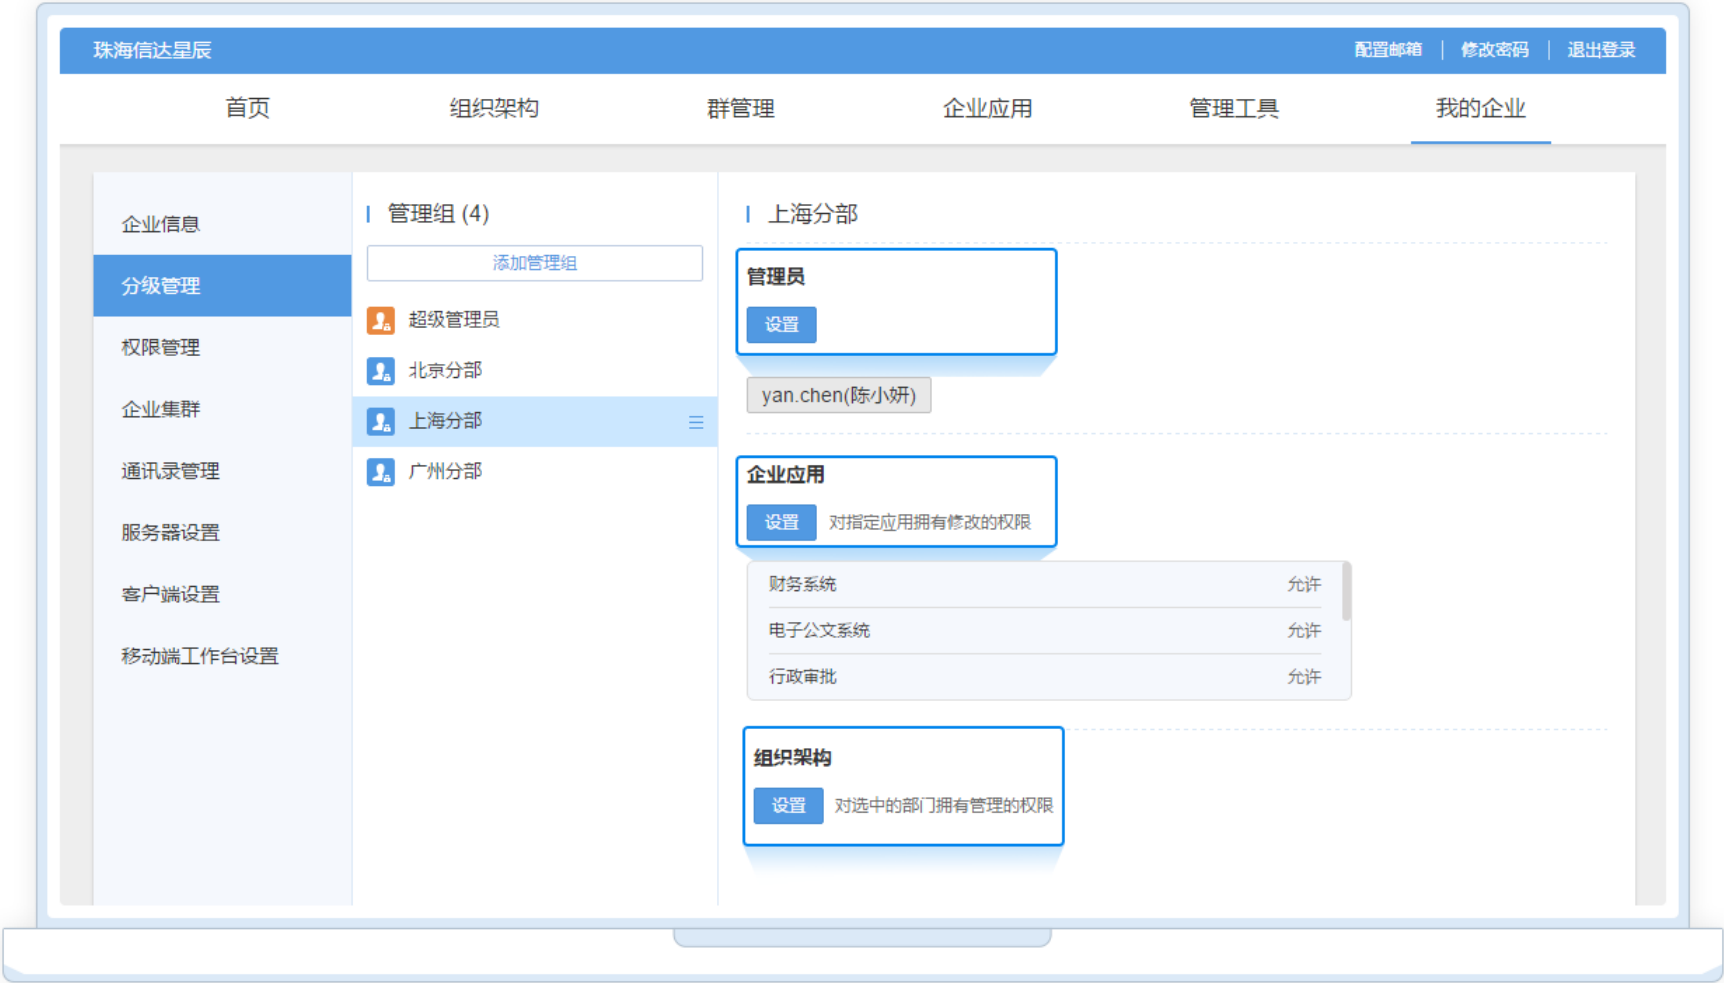 珠海信达星辰
配置邮箱 修改密码 退出登录
首页 组织架构 群管理 企业应用 管理工具 我的企业
企业信息
分级管理
权限管理
企业集群
通讯录管理
服务器设置
客户端设置
移动端工作台设置
管理组 (4)
添加管理组
超级管理员
北京分部
上海分部
广州分部
上海分部
管理员
设置
yan.chen(陈小妍)
企业应用
设置 对指定应用拥有修改的权限
财务系统 允许
电子公文系统 允许
行政审批 允许
组织架构
设置 对选中的部门拥有管理的权限